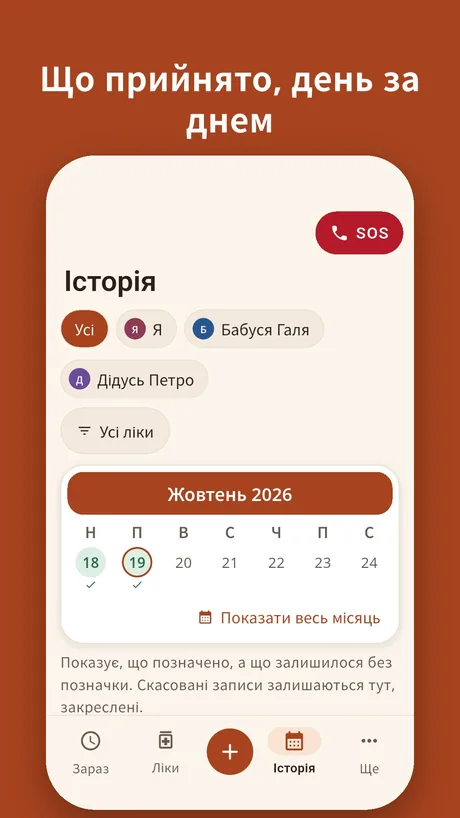 Що прийнято, день за
днем
SOS
Історія
Усі
Я Я
Б Бабуся Галя
Д Дідусь Петро
Усі ліки
Жовтень 2026
Н П В С Ч П С
18 19 20 21 22 23 24
Показати весь місяць
Показує, що позначено, а що залишилося без
позначки. Скасовані записи залишаються тут,
закреслені.
Зараз Ліки Історія Ще